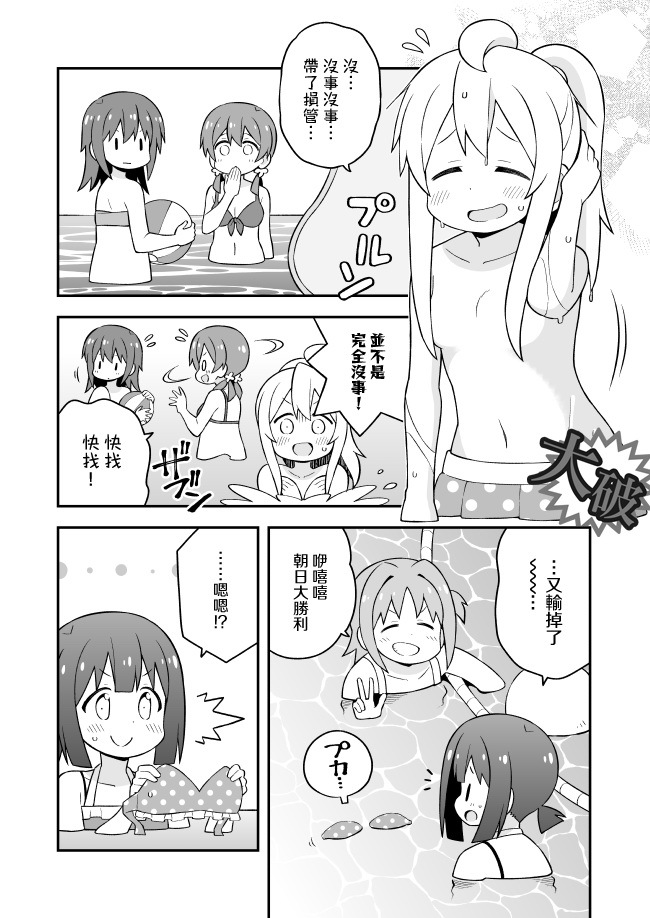 沒…
沒事沒事…
帶了損管…
プルン
大破
並不是
完全沒事！
ザブン
快找
快找！
…又輸掉了
…
咿嘻嘻
朝日大勝利
プカ…
……嗯嗯!?